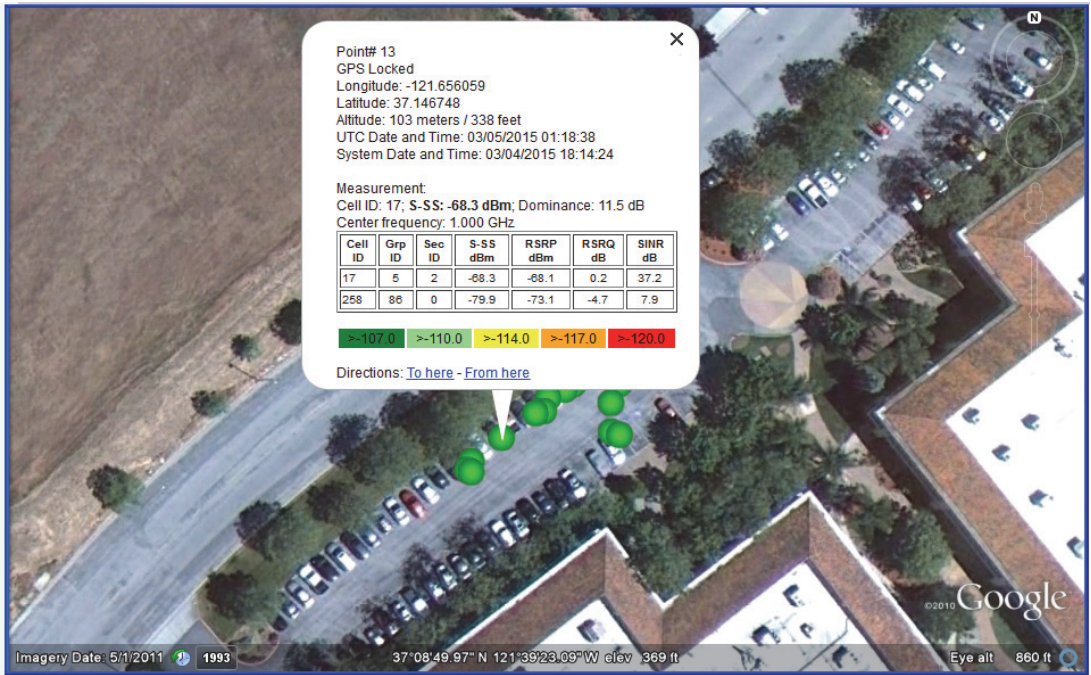 N
Point# 13
GPS Locked
Longitude: -121.656059
Latitude: 37.146748
Altitude: 103 meters / 338 feet
UTC Date and Time: 03/05/2015 01:18:38
System Date and Time: 03/04/2015 18:14:24
Measurement:
Cell ID: 17; S-SS: -68.3 dBm; Dominance: 11.5 dB
Center frequency: 1.000 GHz
Cell ID Grp ID Sec ID S-SS dBm RSRP dBm RSRQ dB SINR dB
17 5 2 -68.3 -68.1 0.2 37.2
258 86 0 -79.9 -73.1 -4.7 7.9
>-107.0 >-110.0 >-114.0 >-117.0 >-120.0
Directions: To here - From here
©2010 Google
Imagery Date: 5/1/2011 1993 37°08'49.97" N 121°39'23.09" W elev 369 ft Eye alt 860 ft